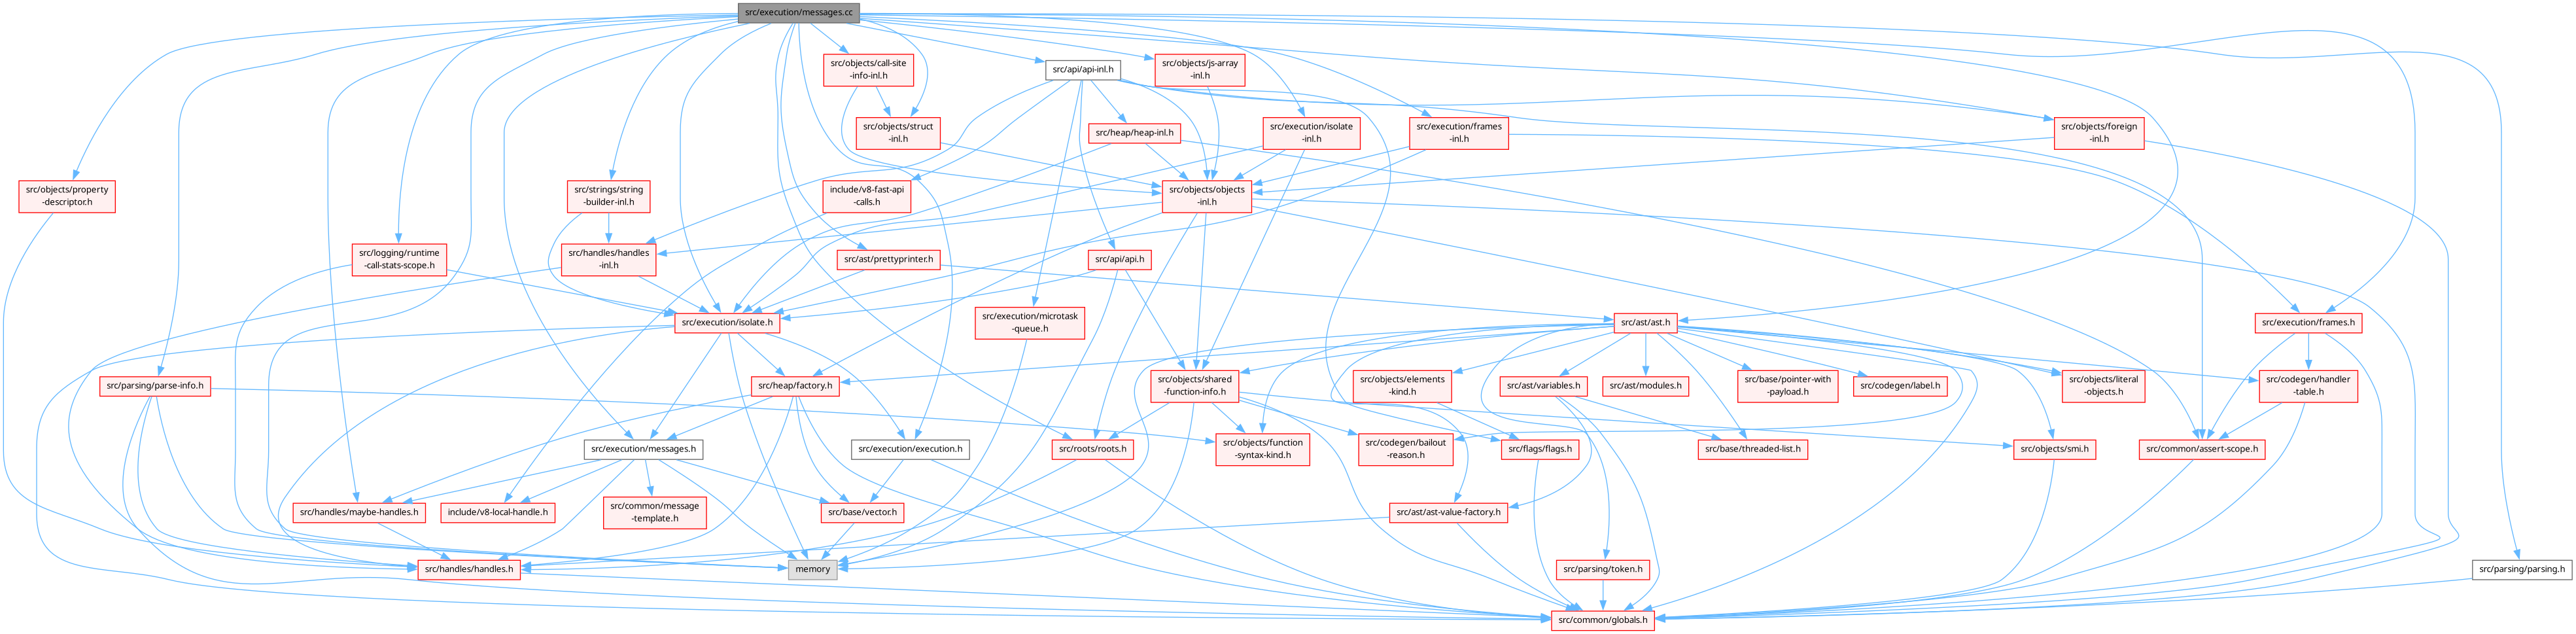 src/execution/messages.cc
src/objects/call-site
-info-inl.h
src/api/api-inl.h
src/objects/js-array
-inl.h
src/objects/struct
-inl.h
src/heap/heap-inl.h
src/execution/isolate
-inl.h
src/execution/frames
-inl.h
src/objects/foreign
-inl.h
src/objects/property
-descriptor.h
src/strings/string
-builder-inl.h
include/v8-fast-api
-calls.h
src/objects/objects
-inl.h
src/logging/runtime
-call-stats-scope.h
src/handles/handles
-inl.h
src/ast/prettyprinter.h
src/api/api.h
src/execution/isolate.h
src/execution/microtask
-queue.h
src/ast/ast.h
src/execution/frames.h
src/parsing/parse-info.h
src/heap/factory.h
src/objects/shared
-function-info.h
src/objects/elements
-kind.h
src/ast/variables.h
src/ast/modules.h
src/base/pointer-with
-payload.h
src/codegen/label.h
src/objects/literal
-objects.h
src/codegen/handler
-table.h
src/execution/messages.h
src/execution/execution.h
src/roots/roots.h
src/objects/function
-syntax-kind.h
src/codegen/bailout
-reason.h
src/flags/flags.h
src/base/threaded-list.h
src/objects/smi.h
src/common/assert-scope.h
src/handles/maybe-handles.h
include/v8-local-handle.h
src/common/message
-template.h
src/base/vector.h
src/ast/ast-value-factory.h
src/handles/handles.h
memory
src/parsing/token.h
src/parsing/parsing.h
src/common/globals.h